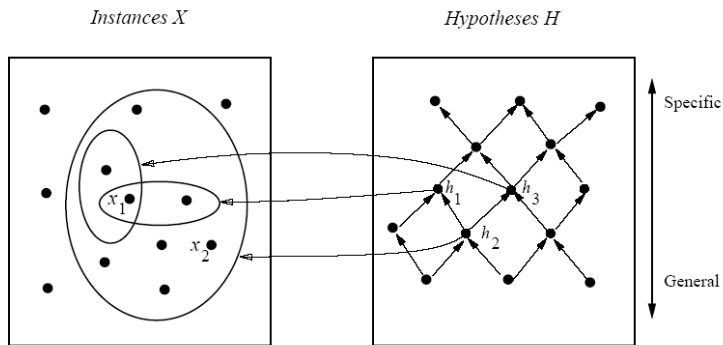 Instances X
Hypotheses H
Specific
x1
x2
h1
h3
h2
General